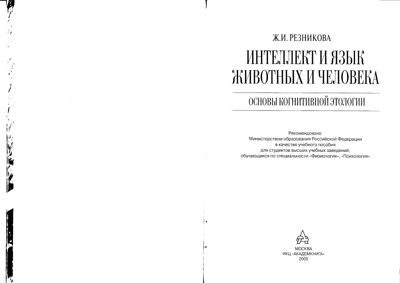 Ж.И. РЕЗНИКОВА
ИНТЕЛЛЕКТ И ЯЗЫК
ЖИВОТНЫХ И ЧЕЛОВЕКА
ОСНОВЫ КОГНИТИВНОЙ ЭТОЛОГИИ
Рекомендовано
Министерством образования Российской Федерации
в качестве учебного пособия
для студентов высших учебных заведений,
обучающихся по специальности «Физиология», «Психология»
МОСКВА
ИКЦ «АКАДЕМКНИГА»
2005